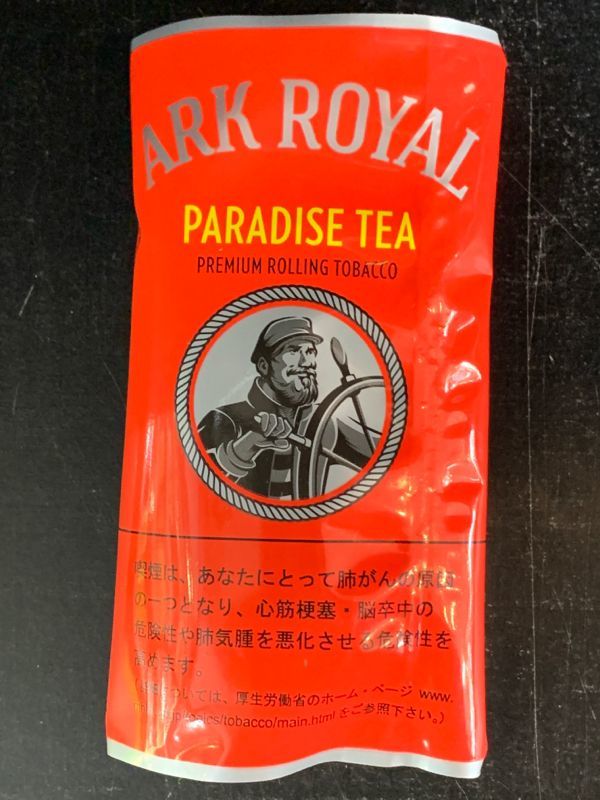 ARK ROYAL
PARADISE TEA
PREMIUM ROLLING TOBACCO
喫煙は、あなたにとって肺がんの原因
の一つとなり、心筋梗塞・脳卒中の
危険性や肺気腫を悪化させる危険性を
高めます。
ついては、厚生労働省のホーム・ページ www.
/topics/tobacco/main.html をご参照下さい。）